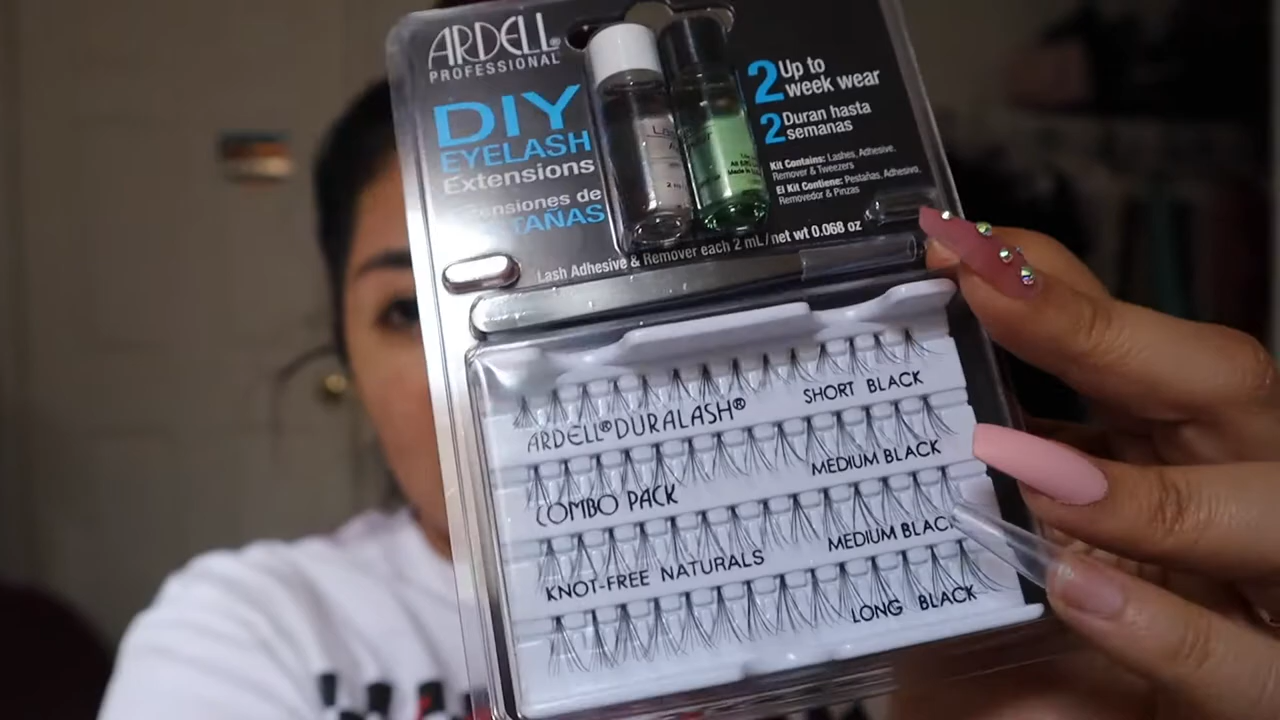 ARDELL®
PROFESSIONAL
DIY
EYELASH
Extensions
ensiones de
TAÑAS
2 Up to
week wear
2 Duran hasta
semanas
Kit Contains: Lashes, Adhesive,
Remover & Tweezers
El Kit Contiene: Pestañas, Adhesivo,
Removedor & Pinzas
Lash Adhesive & Remover each 2 mL/net wt 0.068 oz
SHORT BLACK
ARDELL® DURALASH®
MEDIUM BLACK
COMBO PACK
MEDIUM BLACK
KNOT-FREE NATURALS
LONG BLACK